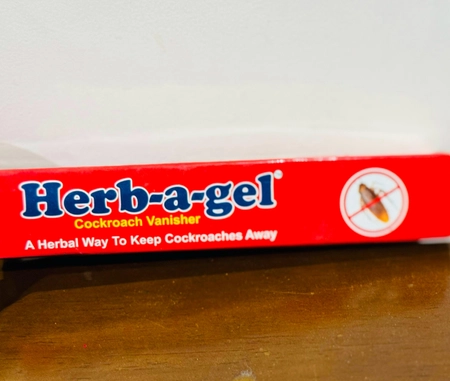 Herb-a-gel®
Cockroach Vanisher
A Herbal Way To Keep Cockroaches Away